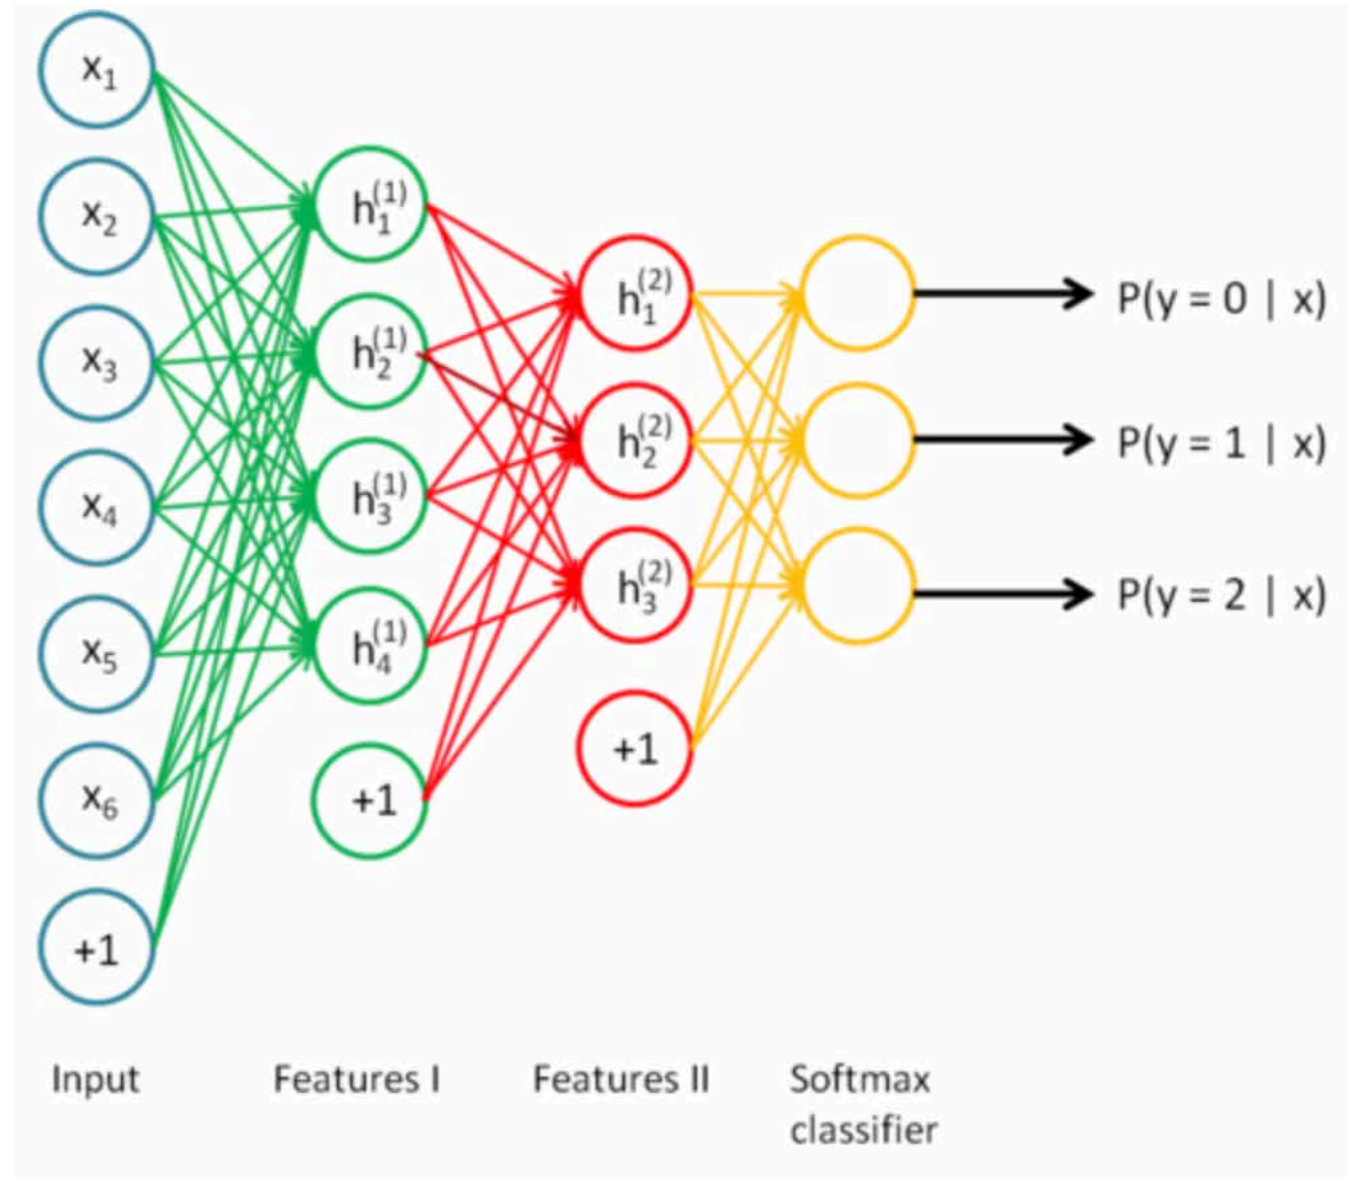 x₁
x₂
x₃
x₄
x₅
x₆
+1
h₁⁽¹⁾
h₂⁽¹⁾
h₃⁽¹⁾
h₄⁽¹⁾
+1
h₁⁽²⁾
h₂⁽²⁾
h₃⁽²⁾
+1
P(y = 0 | x)
P(y = 1 | x)
P(y = 2 | x)
Input
Features I
Features II
Softmax
classifier